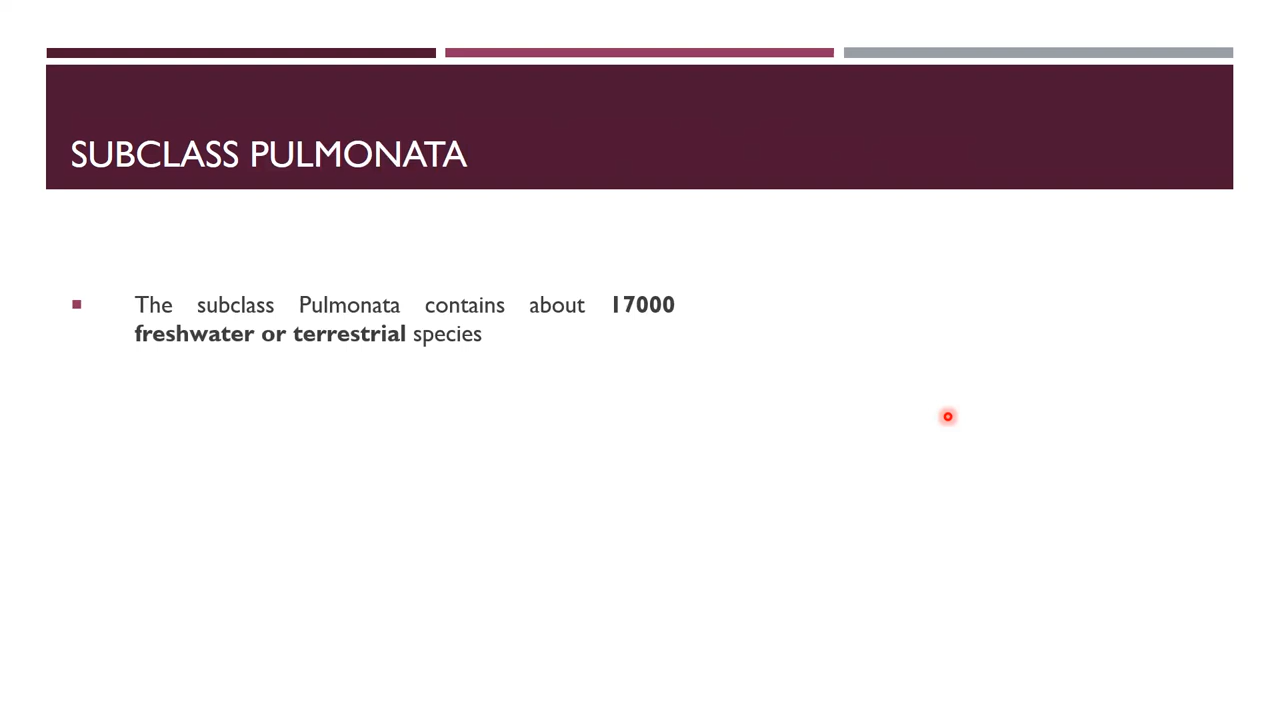 SUBCLASS PULMONATA
The subclass Pulmonata contains about 17000
freshwater or terrestrial species